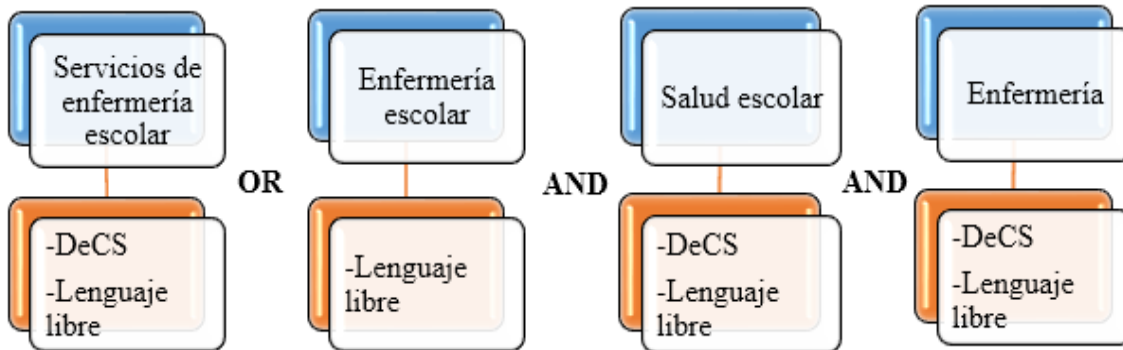 Servicios de
enfermería
escolar
Enfermería
escolar
Salud escolar
Enfermería
OR
AND
AND
-DeCS
-Lenguaje
libre
-Lenguaje
libre
-DeCS
-Lenguaje
libre
-DeCS
-Lenguaje
libre